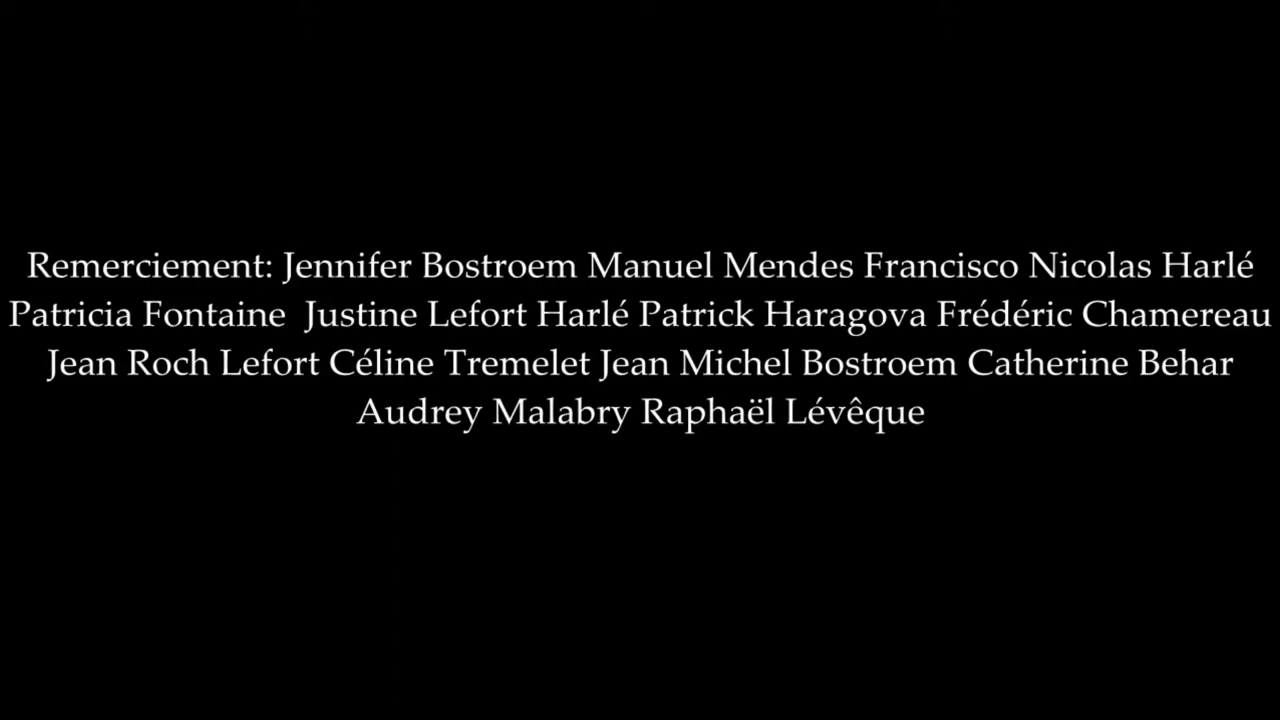 Remerciement: Jennifer Bostroem Manuel Mendes Francisco Nicolas Harlé
Patricia Fontaine  Justine Lefort Harlé Patrick Haragova Frédéric Chamereau
Jean Roch Lefort Céline Tremelet Jean Michel Bostroem Catherine Behar
Audrey Malabry Raphaël Lévêque